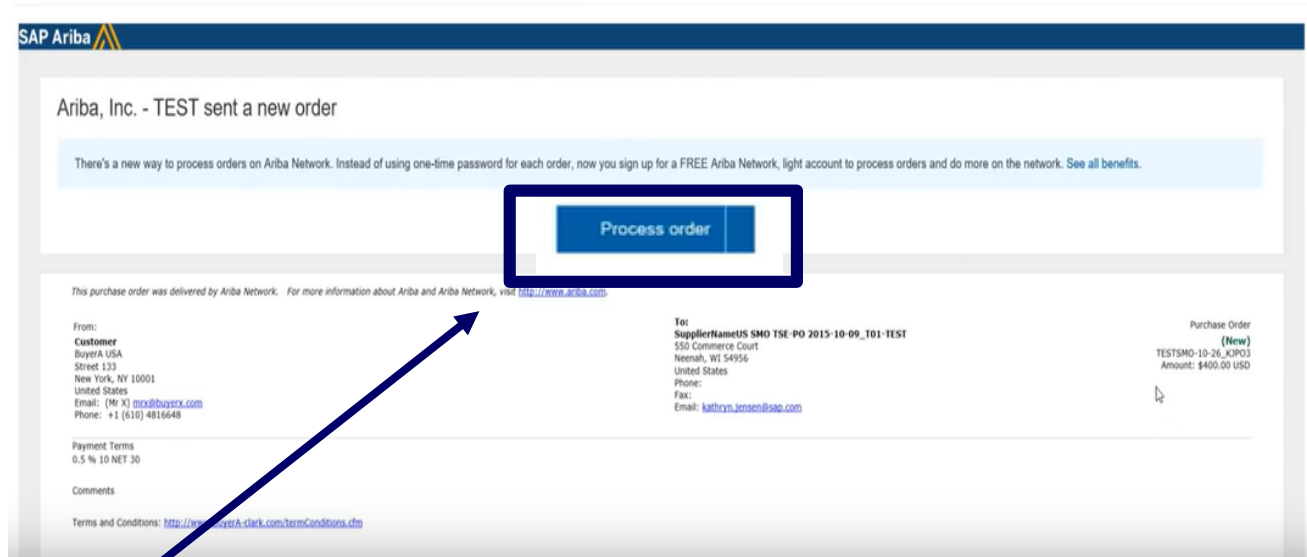 SAP Ariba
Ariba, Inc. - TEST sent a new order
There's a new way to process orders on Ariba Network. Instead of using one-time password for each order, now you sign up for a FREE Ariba Network, light account to process orders and do more on the network. See all benefits.
Process order
This purchase order was delivered by Ariba Network. For more information about Ariba and Ariba Network, visit http://www.ariba.com.
From:
Customer
BuyerA USA
Street 133
New York, NY 10001
United States
Email: (Mr X) mrx@buyerx.com
Phone: +1 (610) 4816648
To:
SupplierNameUS SMO TSE-PO 2015-10-09_T01-TEST
550 Commerce Court
Neenah, WI 54956
United States
Phone:
Fax:
Email: kathryn.jensen@sap.com
Purchase Order
(New)
TESTSMO-10-26_KJPO3
Amount: $400.00 USD
Payment Terms
0.5 % 10 NET 30
Comments
Terms and Conditions: